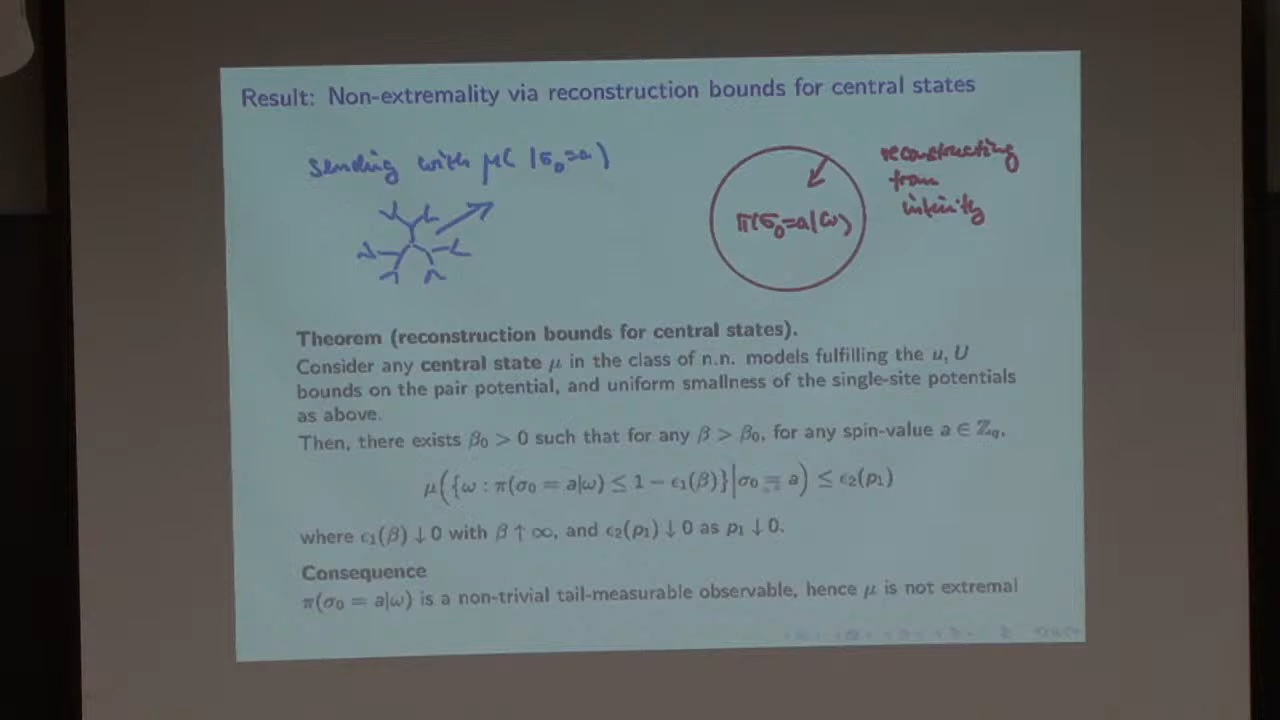 Result: Non-extremality via reconstruction bounds for central states
sending with μ( |σ₀=a)
reconstructing
from
infinity
π(σ₀=a|ω)
Theorem (reconstruction bounds for central states).
Consider any central state μ in the class of n.n. models fulfilling the u, U
bounds on the pair potential, and uniform smallness of the single-site potentials
as above.
Then, there exists β₀ > 0 such that for any β > β₀, for any spin-value a ∈ ℤ_q,
μ({ω : π(σ₀ = a|ω) ≤ 1 − ε₁(β)}|σ₀ = a) ≤ ε₂(p₁)
where ε₁(β) ↓ 0 with β ↑ ∞, and ε₂(p₁) ↓ 0 as p₁ ↓ 0.
Consequence
π(σ₀ = a|ω) is a non-trivial tail-measurable observable, hence μ is not extremal